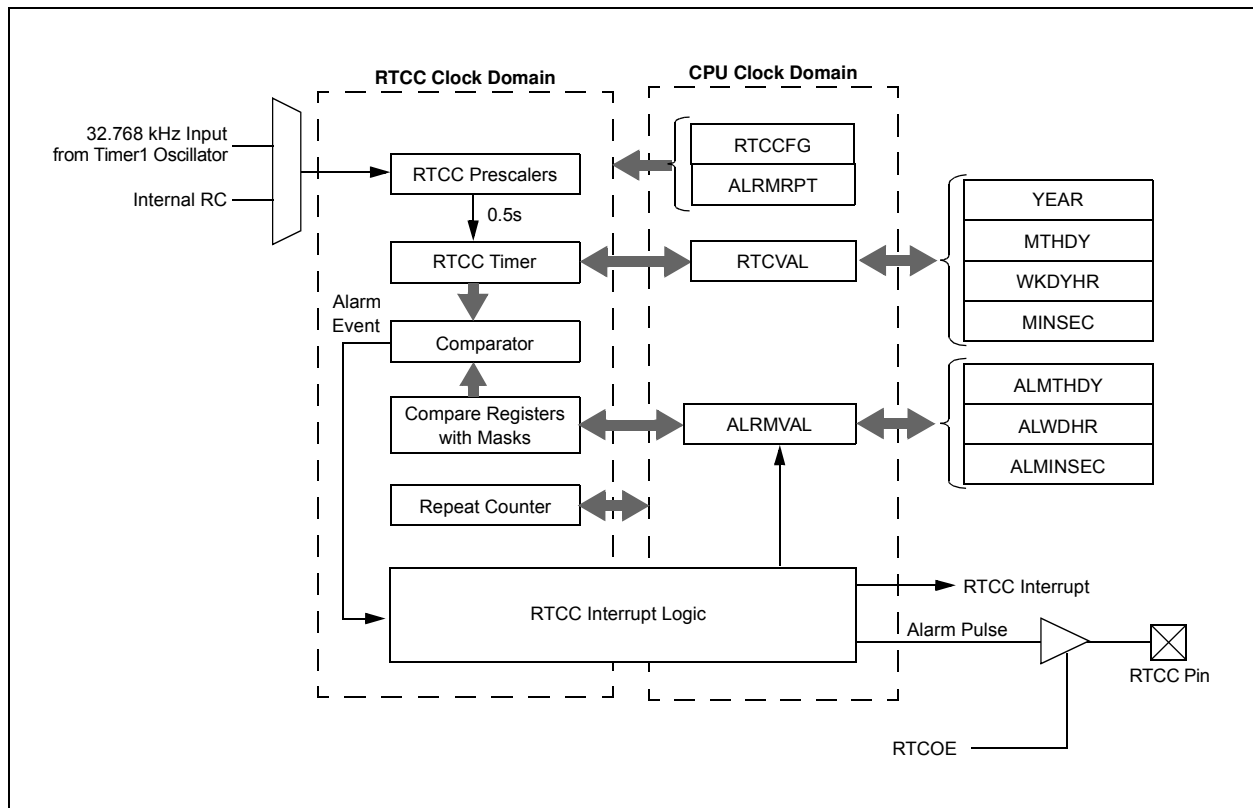 RTCC Clock Domain
CPU Clock Domain
32.768 kHz Input
from Timer1 Oscillator
Internal RC
RTCC Prescalers
0.5s
RTCC Timer
Alarm
Event
Comparator
Compare Registers
with Masks
Repeat Counter
RTCC Interrupt Logic
RTCCFG
ALRMRPT
RTCVAL
ALRMVAL
YEAR
MTHDY
WKDYHR
MINSEC
ALMTHDY
ALWDHR
ALMINSEC
RTCC Interrupt
Alarm Pulse
RTCC Pin
RTCOE